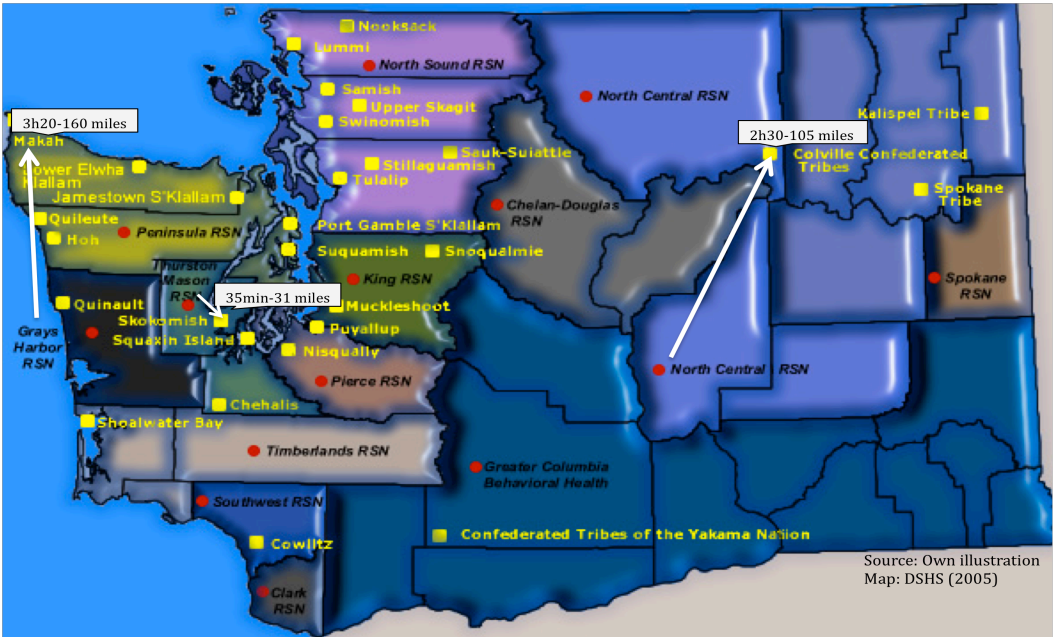 Nooksack
Lummi
North Sound RSN
Samish
Upper Skagit
Swinomish
North Central RSN
Kalispel Tribe
3h20-160 miles
Makah
2h30-105 miles
Sauk-Suiattle
Stillaguamish
Tulalip
Colville Confederated
Tribes
Lower Elwha
Klallam
Jamestown S'Klallam
Spokane
Tribe
Chelan-Douglas
RSN
Quileute
Hoh
Peninsula RSN
Port Gamble S'Klallam
Suquamish
Snoqualmie
Thurston
Mason
RSN
King RSN
Spokane
RSN
35min-31 miles
Quinault
Muckleshoot
Skokomish
Puyallup
Grays
Harbor
RSN
Squaxin Island
Nisqually
Pierce RSN
North Central RSN
Chehalis
Shoalwater Bay
Timberlands RSN
Greater Columbia
Behavioral Health
Southwest RSN
Confederated Tribes of the Yakama Nation
Cowlitz
Source: Own illustration
Map: DSHS (2005)
Clark
RSN